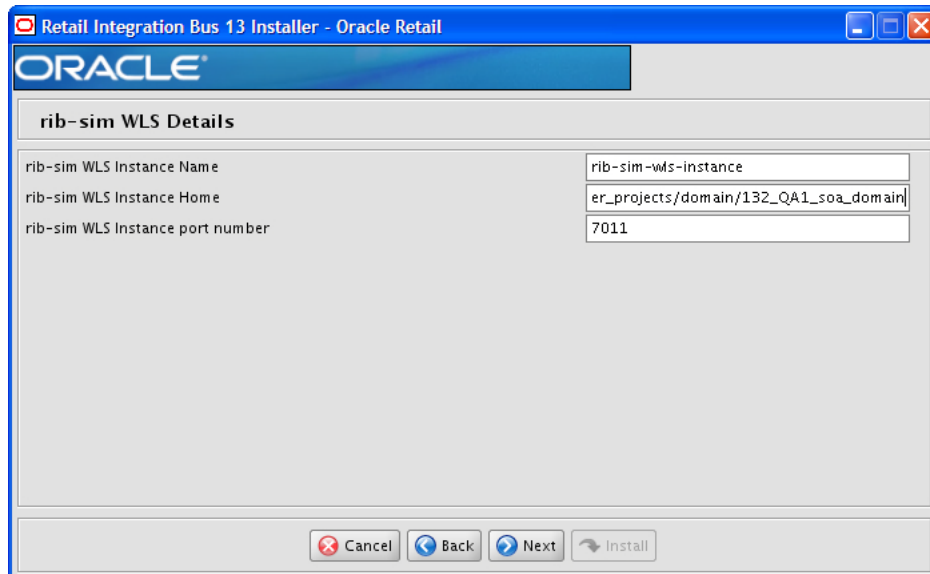 Retail Integration Bus 13 Installer - Oracle Retail
ORACLE
rib-sim WLS Details
rib-sim WLS Instance Name
rib-sim-wls-instance
rib-sim WLS Instance Home
er_projects/domain/132_QA1_soa_domain
rib-sim WLS Instance port number
7011
Cancel Back Next Install